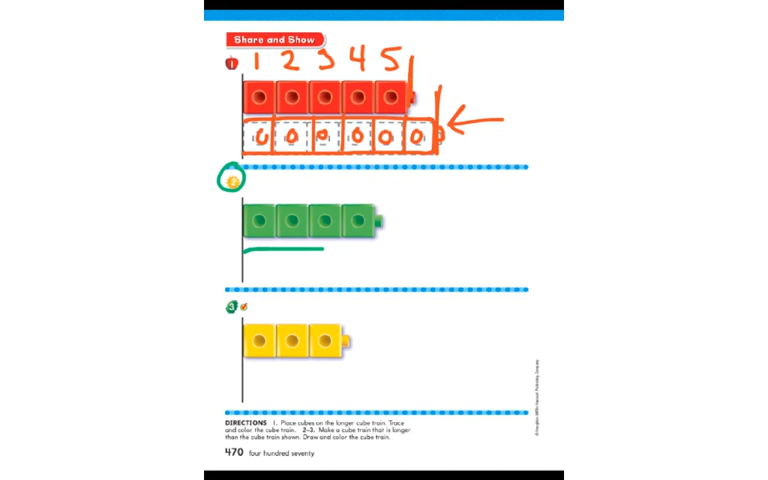 Share and Show
1 2 3 4 5
1
2
3
DIRECTIONS 1. Place cubes on the longer cube train. Trace
and color the cube train. 2–3. Make a cube train that is longer
than the cube train shown. Draw and color the cube train.
470 four hundred seventy